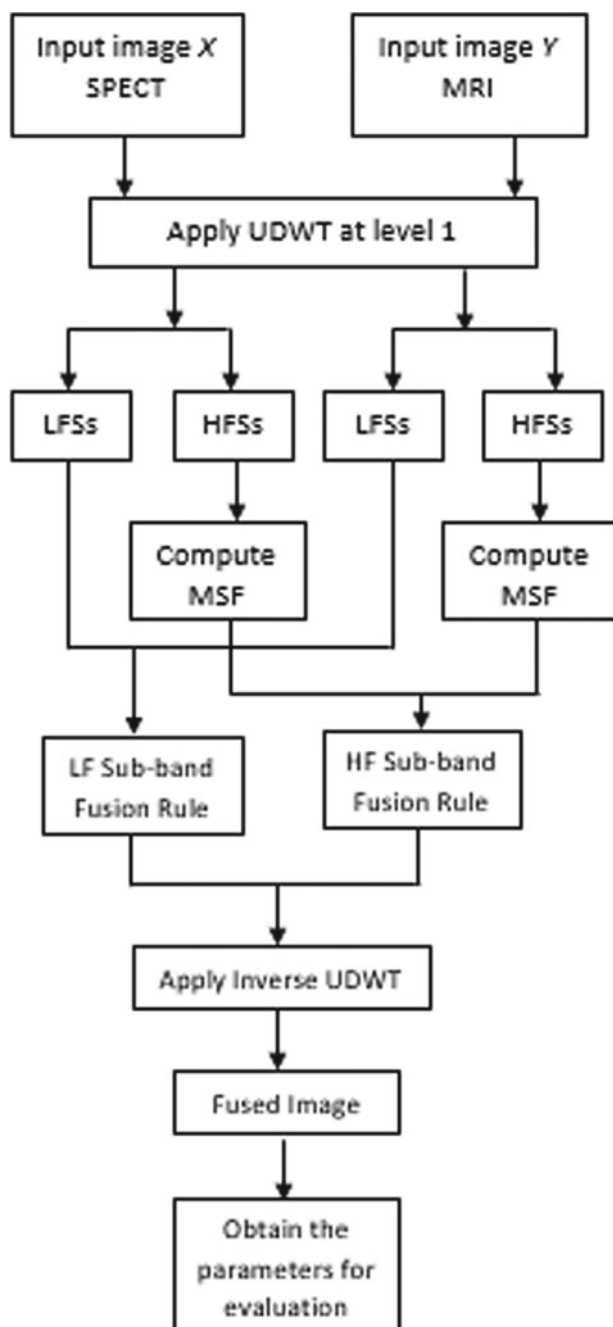 Input image X
SPECT
Input image Y
MRI
Apply UDWT at level 1
LFSs
HFSs
LFSs
HFSs
Compute
MSF
Compute
MSF
LF Sub-band
Fusion Rule
HF Sub-band
Fusion Rule
Apply Inverse UDWT
Fused Image
Obtain the
parameters for
evaluation